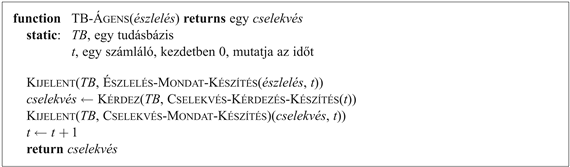 function TB-ÁGENS(észlelés) returns egy cselekvés
static: TB, egy tudásbázis
t, egy számláló, kezdetben 0, mutatja az időt
KIJELENT(TB, ÉSZLELÉS-MONDAT-KÉSZÍTÉS(észlelés, t))
cselekvés ← KÉRDEZ(TB, CSELEKVÉS-KÉRDEZÉS-KÉSZÍTÉS(t))
KIJELENT(TB, CSELEKVÉS-MONDAT-KÉSZÍTÉS)(cselekvés, t))
t ← t + 1
return cselekvés